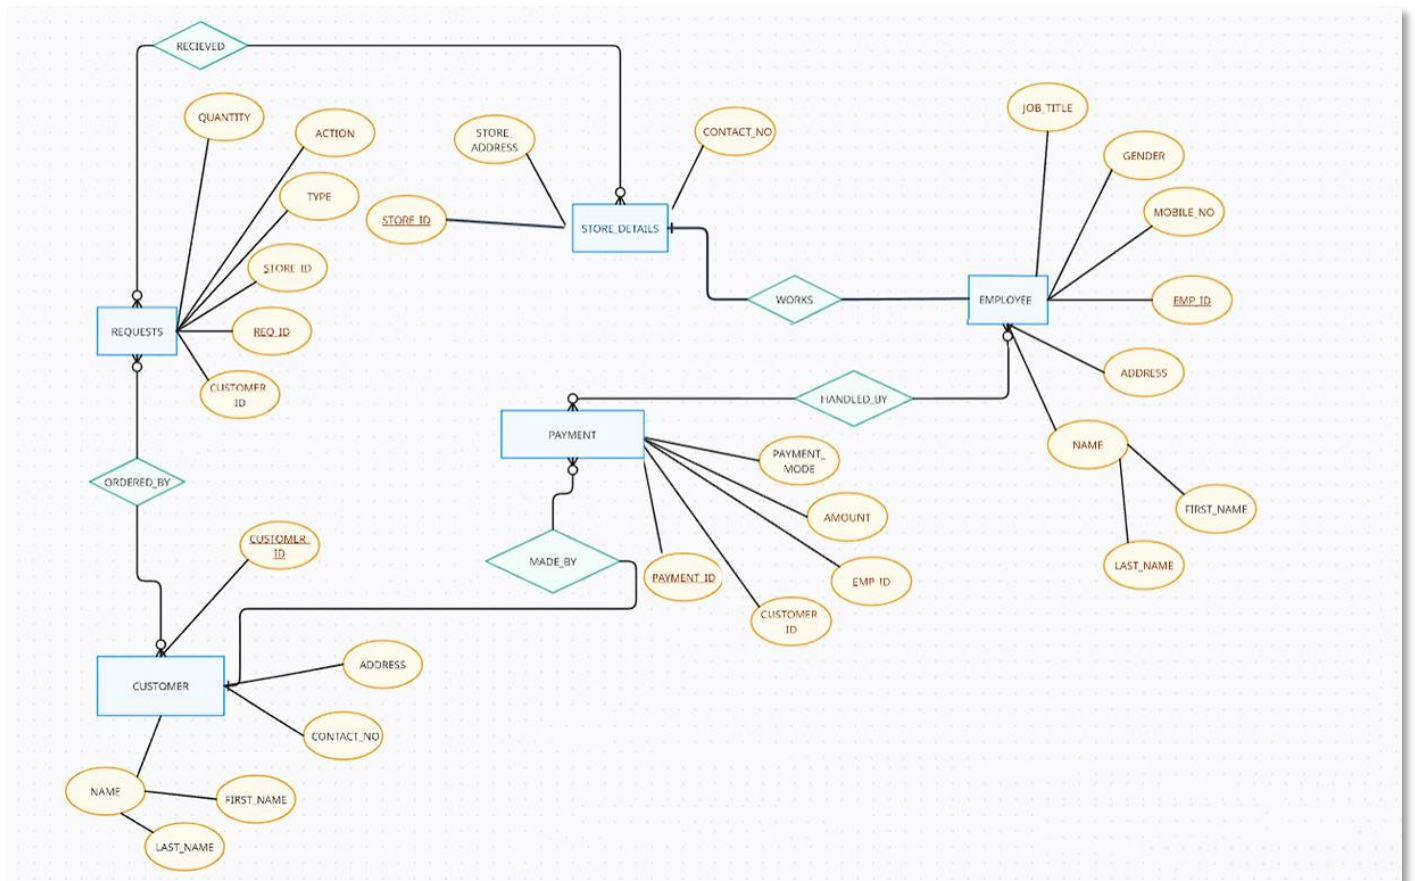 RECIEVED
QUANTITY
ACTION
TYPE
STORE_ID
REQ_ID
CUSTOMER
ID
REQUESTS
STORE_
ADDRESS
CONTACT_NO
STORE_ID
STORE_DETAILS
WORKS
JOB_TITLE
GENDER
MOBILE_NO
EMP_ID
EMPLOYEE
ADDRESS
NAME
FIRST_NAME
LAST_NAME
HANDLED_BY
PAYMENT
PAYMENT_
MODE
AMOUNT
EMP_ID
CUSTOMER
ID
PAYMENT_ID
MADE_BY
ORDERED_BY
CUSTOMER_
ID
CUSTOMER
ADDRESS
CONTACT_NO
NAME
FIRST_NAME
LAST_NAME